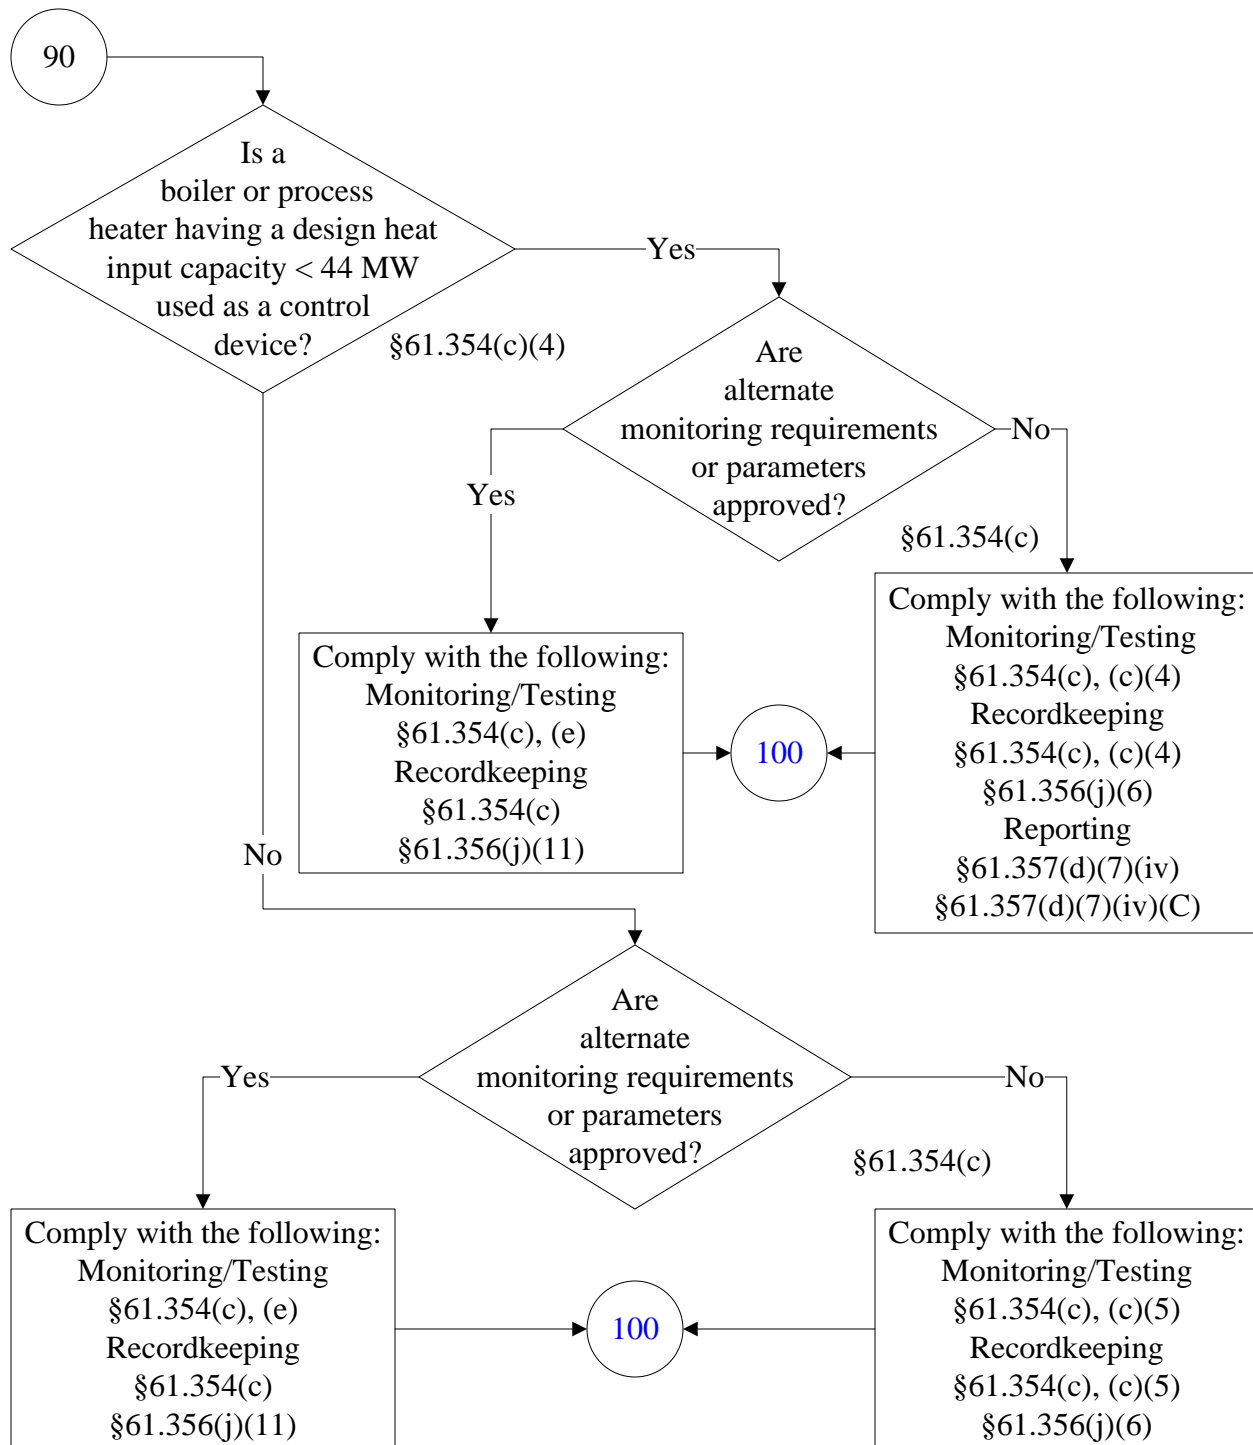 90
Is a
boiler or process
heater having a design heat
input capacity < 44 MW
used as a control
device?
Yes
§61.354(c)(4)
Are
alternate
monitoring requirements
or parameters
approved?
No
Yes
§61.354(c)
Comply with the following:
Monitoring/Testing
§61.354(c), (e)
Recordkeeping
§61.354(c)
§61.356(j)(11)
100
Comply with the following:
Monitoring/Testing
§61.354(c), (c)(4)
Recordkeeping
§61.354(c), (c)(4)
§61.356(j)(6)
Reporting
§61.357(d)(7)(iv)
§61.357(d)(7)(iv)(C)
No
Are
alternate
monitoring requirements
or parameters
approved?
Yes
No
§61.354(c)
Comply with the following:
Monitoring/Testing
§61.354(c), (e)
Recordkeeping
§61.354(c)
§61.356(j)(11)
100
Comply with the following:
Monitoring/Testing
§61.354(c), (c)(5)
Recordkeeping
§61.354(c), (c)(5)
§61.356(j)(6)